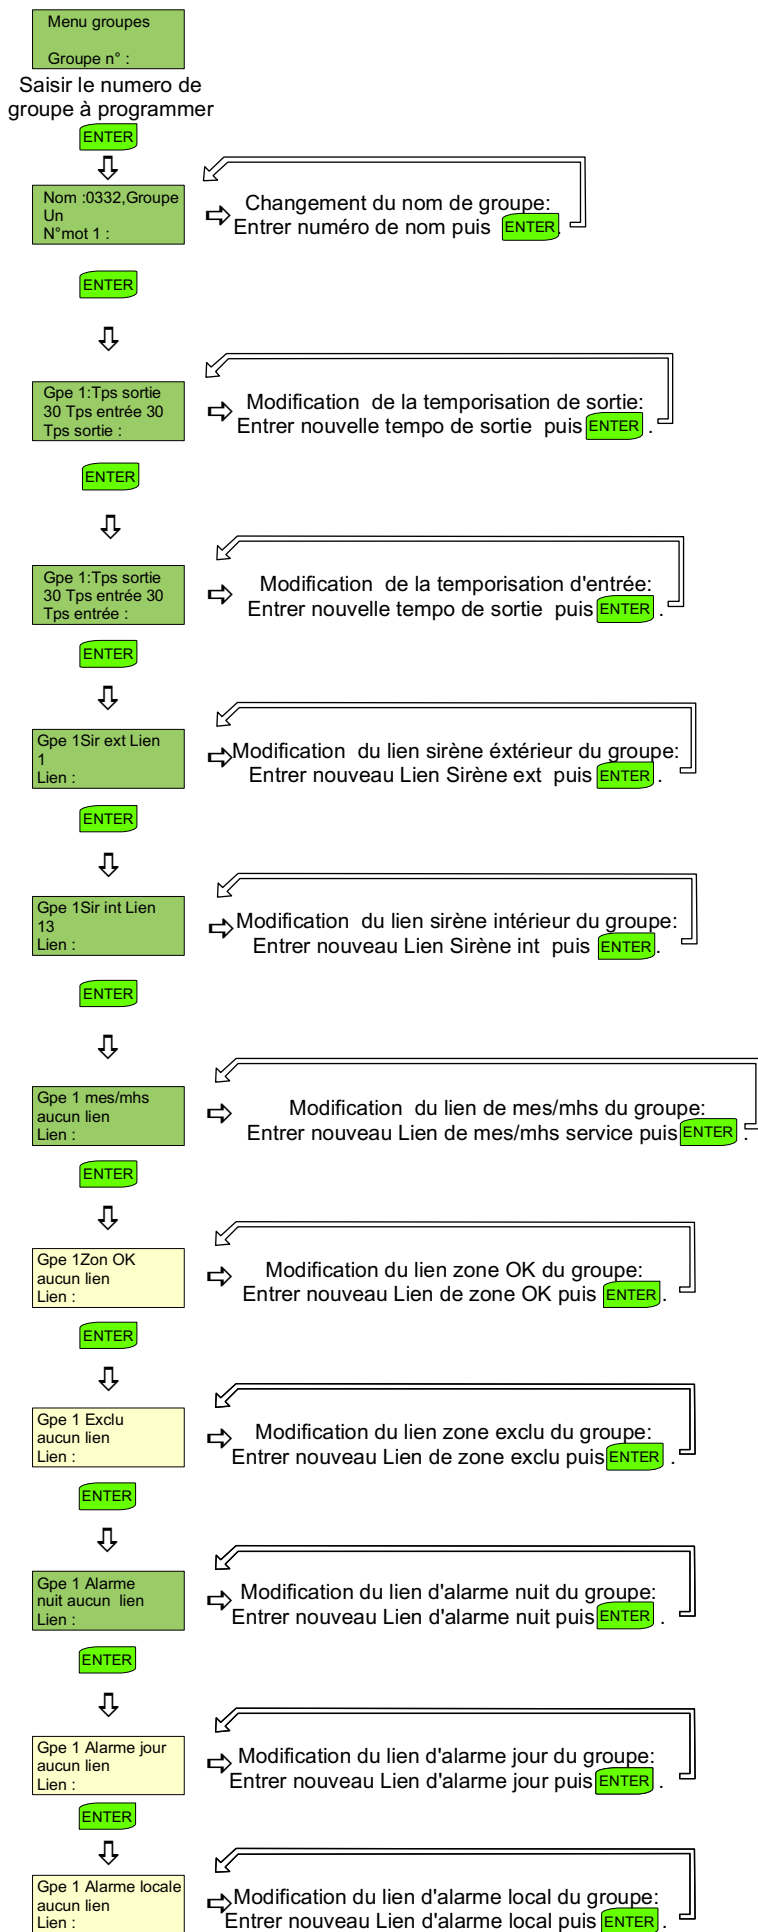 Menu groupes
Groupe n° :
Saisir le numero de
groupe à programmer
ENTER
Nom :0332,Groupe
Un
N°mot 1 :
Changement du nom de groupe:
Entrer numéro de nom puis ENTER.
ENTER
Gpe 1:Tps sortie
30 Tps entrée 30
Tps sortie :
Modification de la temporisation de sortie:
Entrer nouvelle tempo de sortie puis ENTER .
ENTER
Gpe 1:Tps sortie
30 Tps entrée 30
Tps entrée :
Modification de la temporisation d'entrée:
Entrer nouvelle tempo de sortie puis ENTER .
ENTER
Gpe 1Sir ext Lien
1
Lien :
Modification du lien sirène éxtérieur du groupe:
Entrer nouveau Lien Sirène ext puis ENTER .
ENTER
Gpe 1Sir int Lien
13
Lien :
Modification du lien sirène intérieur du groupe:
Entrer nouveau Lien Sirène int puis ENTER.
ENTER
Gpe 1 mes/mhs
aucun lien
Lien :
Modification du lien de mes/mhs du groupe:
Entrer nouveau Lien de mes/mhs service puis ENTER .
ENTER
Gpe 1Zon OK
aucun lien
Lien :
Modification du lien zone OK du groupe:
Entrer nouveau Lien de zone OK puis ENTER.
ENTER
Gpe 1 Exclu
aucun lien
Lien :
Modification du lien zone exclu du groupe:
Entrer nouveau Lien de zone exclu puis ENTER .
ENTER
Gpe 1 Alarme
nuit aucun lien
Lien :
Modification du lien d'alarme nuit du groupe:
Entrer nouveau Lien d'alarme nuit puis ENTER .
ENTER
Gpe 1 Alarme jour
aucun lien
Lien :
Modification du lien d'alarme jour du groupe:
Entrer nouveau Lien d'alarme jour puis ENTER .
ENTER
Gpe 1 Alarme locale
aucun lien
Lien :
Modification du lien d'alarme local du groupe:
Entrer nouveau Lien d'alarme local puis ENTER .